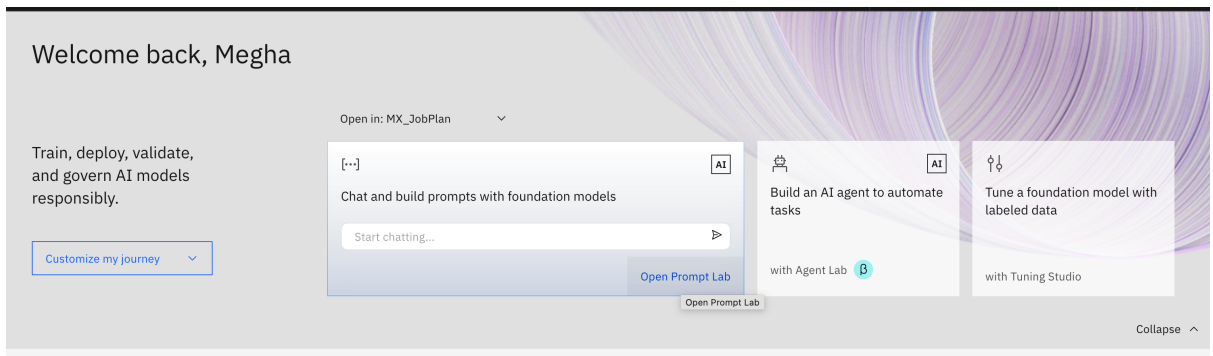 Welcome back, Megha
Open in: MX_JobPlan
Train, deploy, validate,
and govern AI models
responsibly.
Customize my journey
[...]
AI
Chat and build prompts with foundation models
Start chatting...
Open Prompt Lab
Open Prompt Lab
AI
Build an AI agent to automate
tasks
with Agent Lab β
Tune a foundation model with
labeled data
with Tuning Studio
Collapse